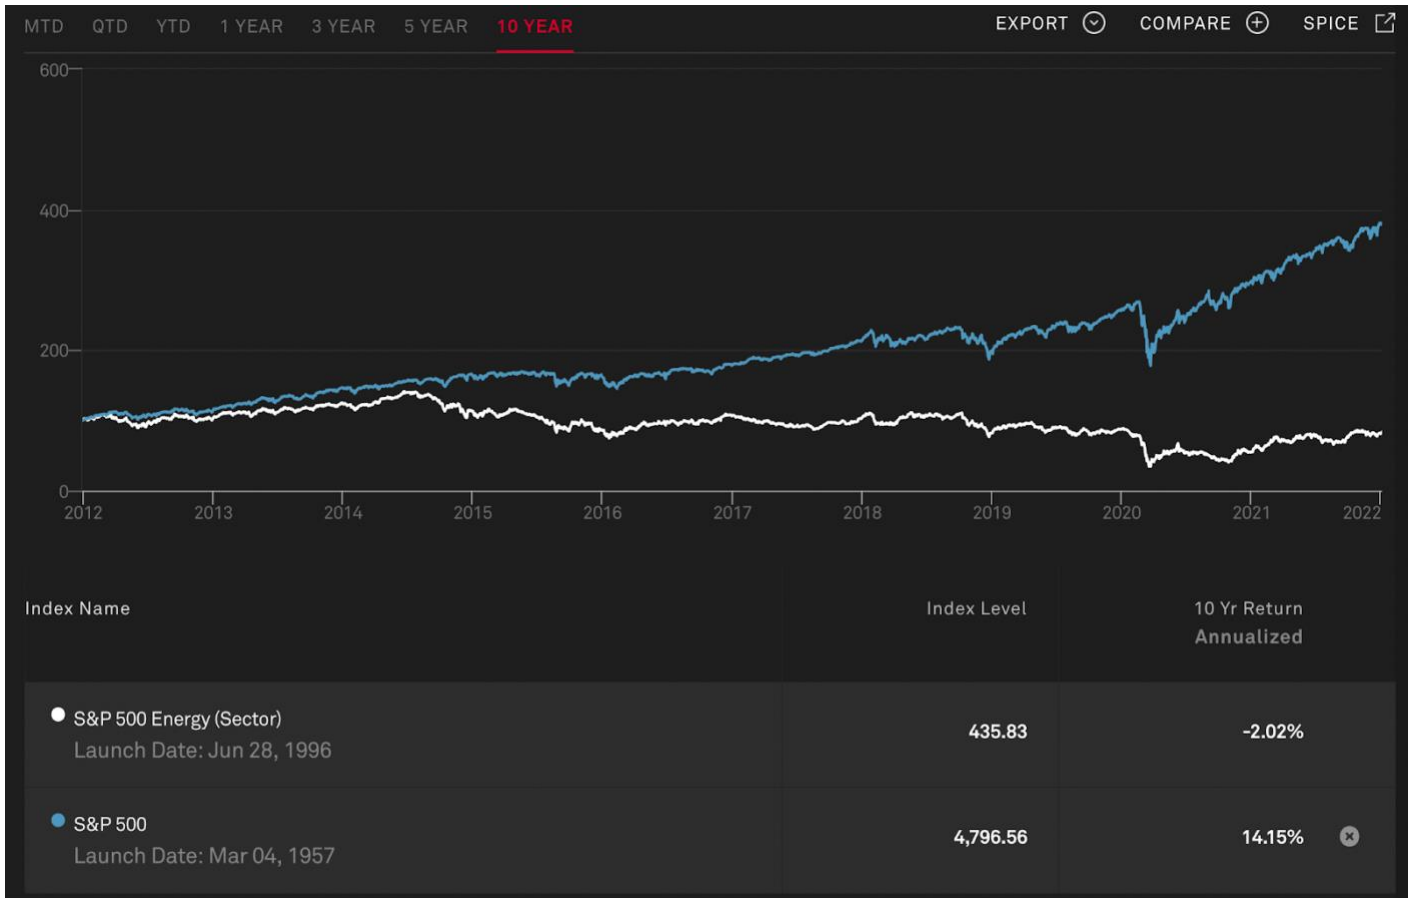 MTD QTD YTD 1 YEAR 3 YEAR 5 YEAR 10 YEAR EXPORT COMPARE SPICE
600
400
200
0
2012 2013 2014 2015 2016 2017 2018 2019 2020 2021 2022
Index Name Index Level 10 Yr Return
Annualized
S&P 500 Energy (Sector) 435.83 -2.02%
Launch Date: Jun 28, 1996
S&P 500 4,796.56 14.15%
Launch Date: Mar 04, 1957